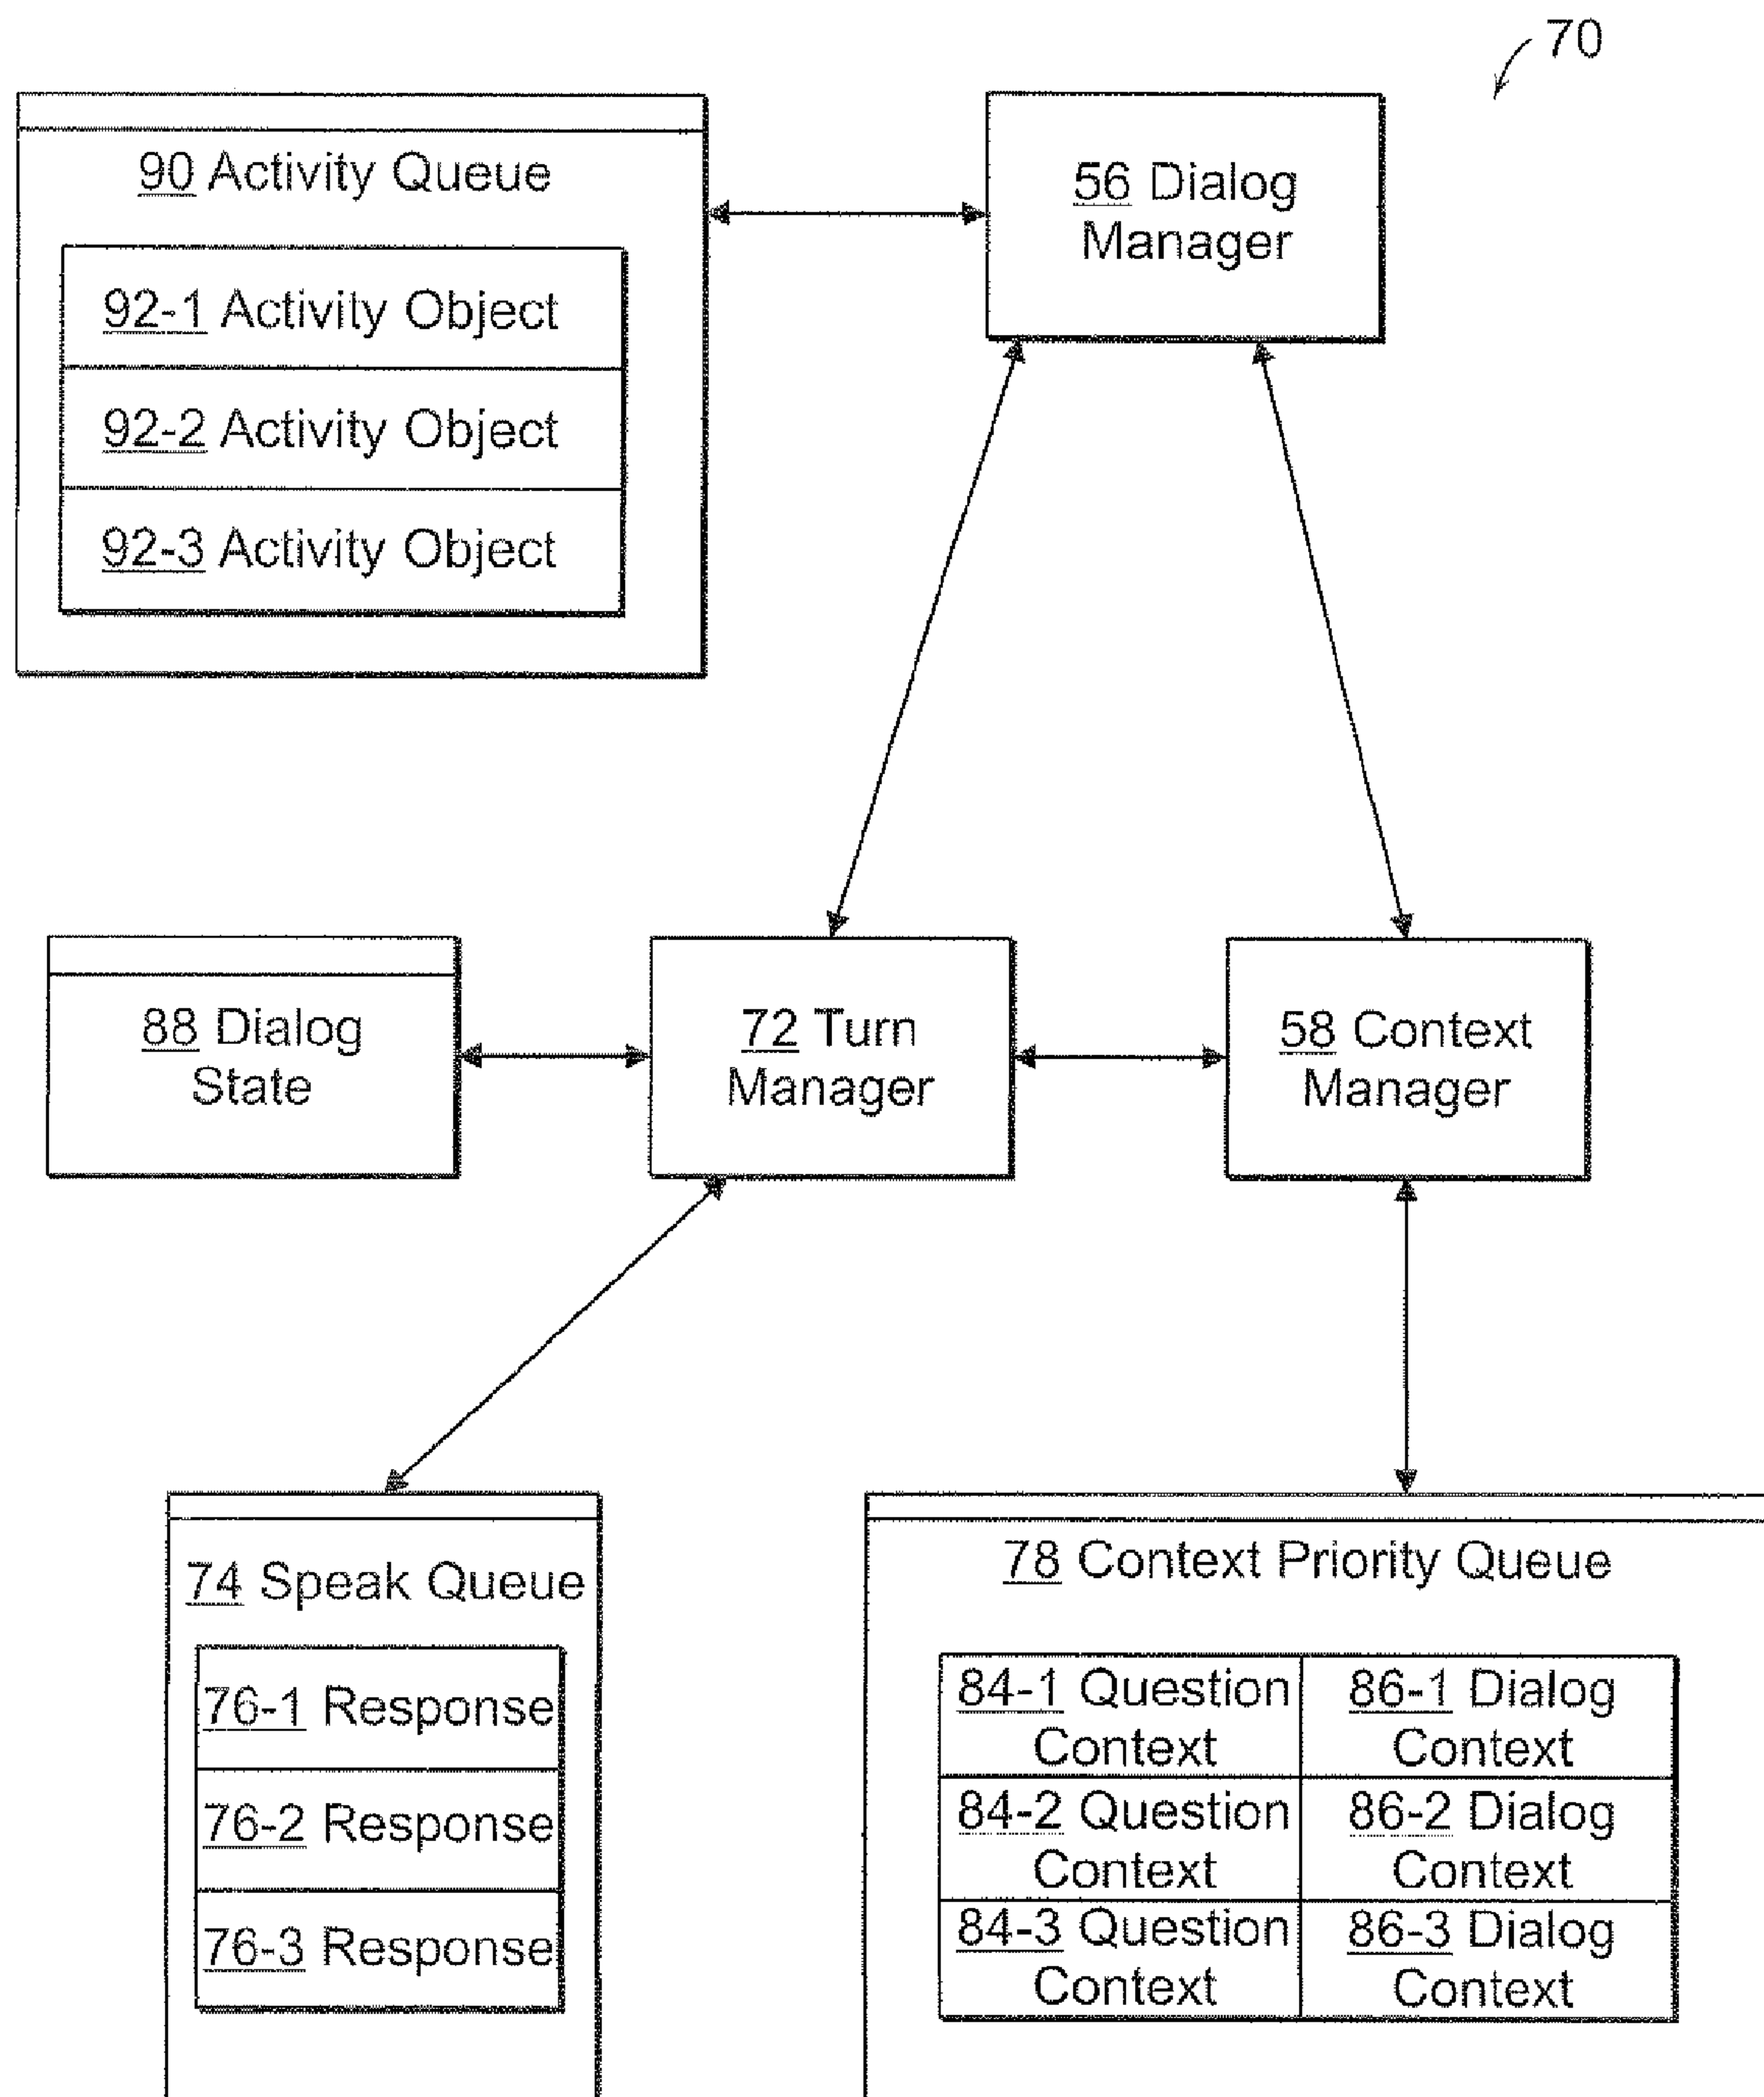 70
90 Activity Queue
92-1 Activity Object
92-2 Activity Object
92-3 Activity Object
56 Dialog
Manager
88 Dialog
State
72 Turn
Manager
58 Context
Manager
74 Speak Queue
76-1 Response
76-2 Response
76-3 Response
78 Context Priority Queue
84-1 Question
Context
86-1 Dialog
Context
84-2 Question
Context
86-2 Dialog
Context
84-3 Question
Context
86-3 Dialog
Context